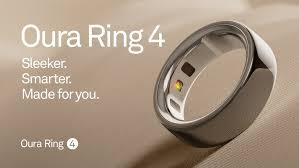 Oura Ring 4
Sleeker.
Smarter.
Made for you.
Oura Ring 4